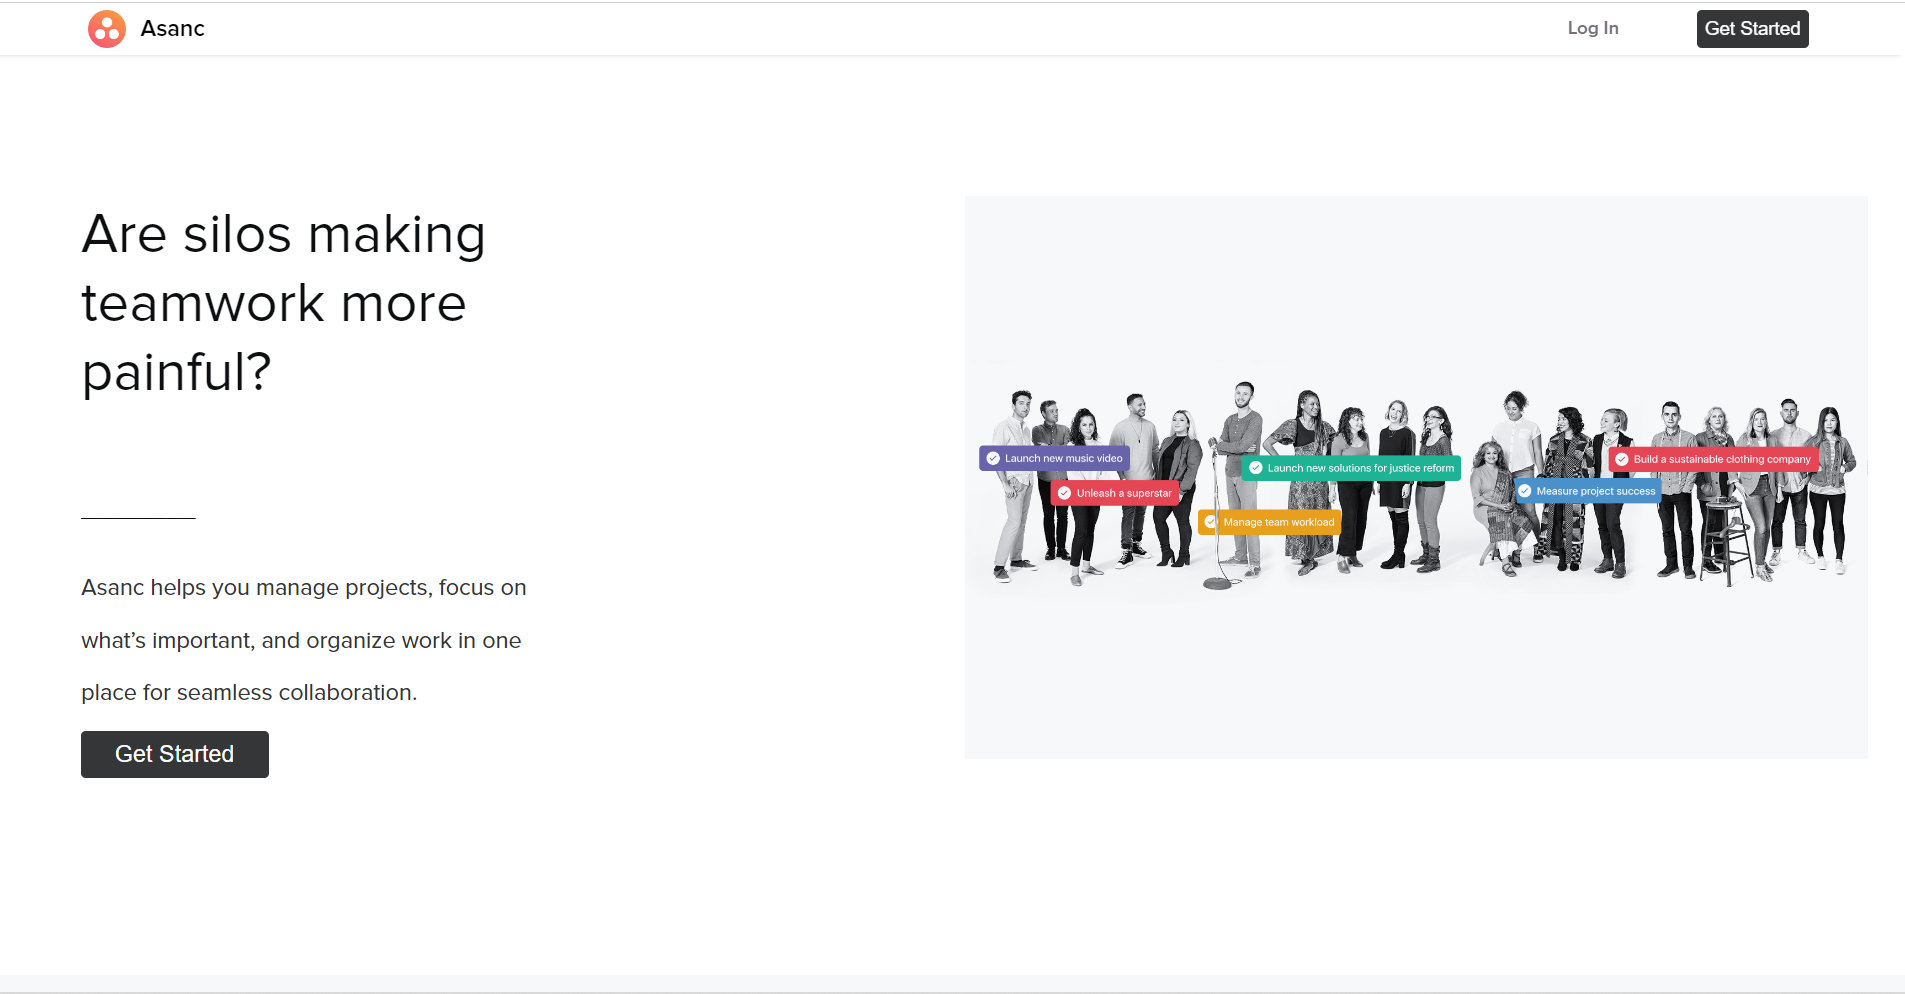 Asanc
Log In
Get Started
Are silos making
teamwork more
painful?
Asanc helps you manage projects, focus on
what’s important, and organize work in one
place for seamless collaboration.
Get Started
Launch new music video
Unleash a superstar
Launch new solutions for justice reform
Manage team workload
Build a sustainable clothing company
Measure project success